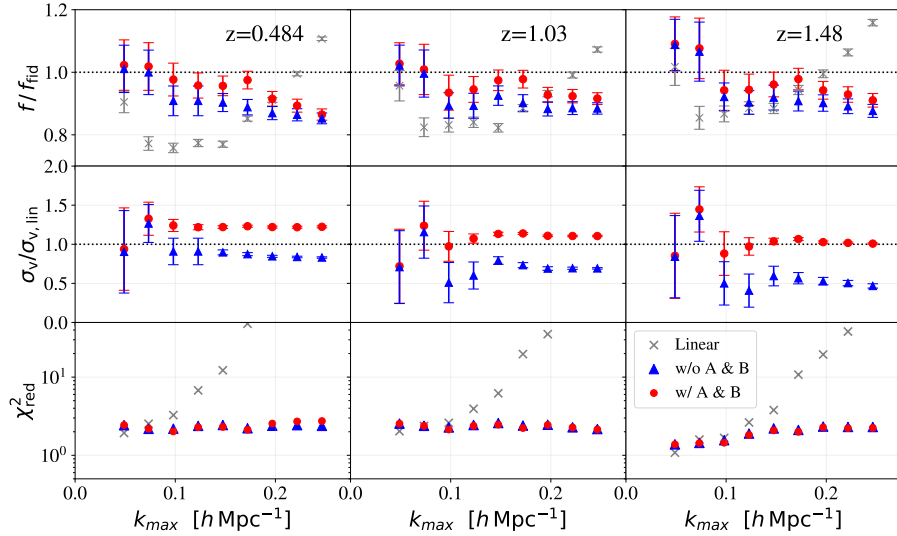 z=0.484 z=1.03 z=1.48
f / f_fid
1.2
1.0
0.8
σ_v/σ_v,lin
2.0
1.5
1.0
0.5
0.0
χ²_red
10¹
10⁰
Linear
w/o A & B
w/ A & B
0.0 0.1 0.2 0.0 0.1 0.2 0.0 0.1 0.2
k_max [h Mpc⁻¹] k_max [h Mpc⁻¹] k_max [h Mpc⁻¹]